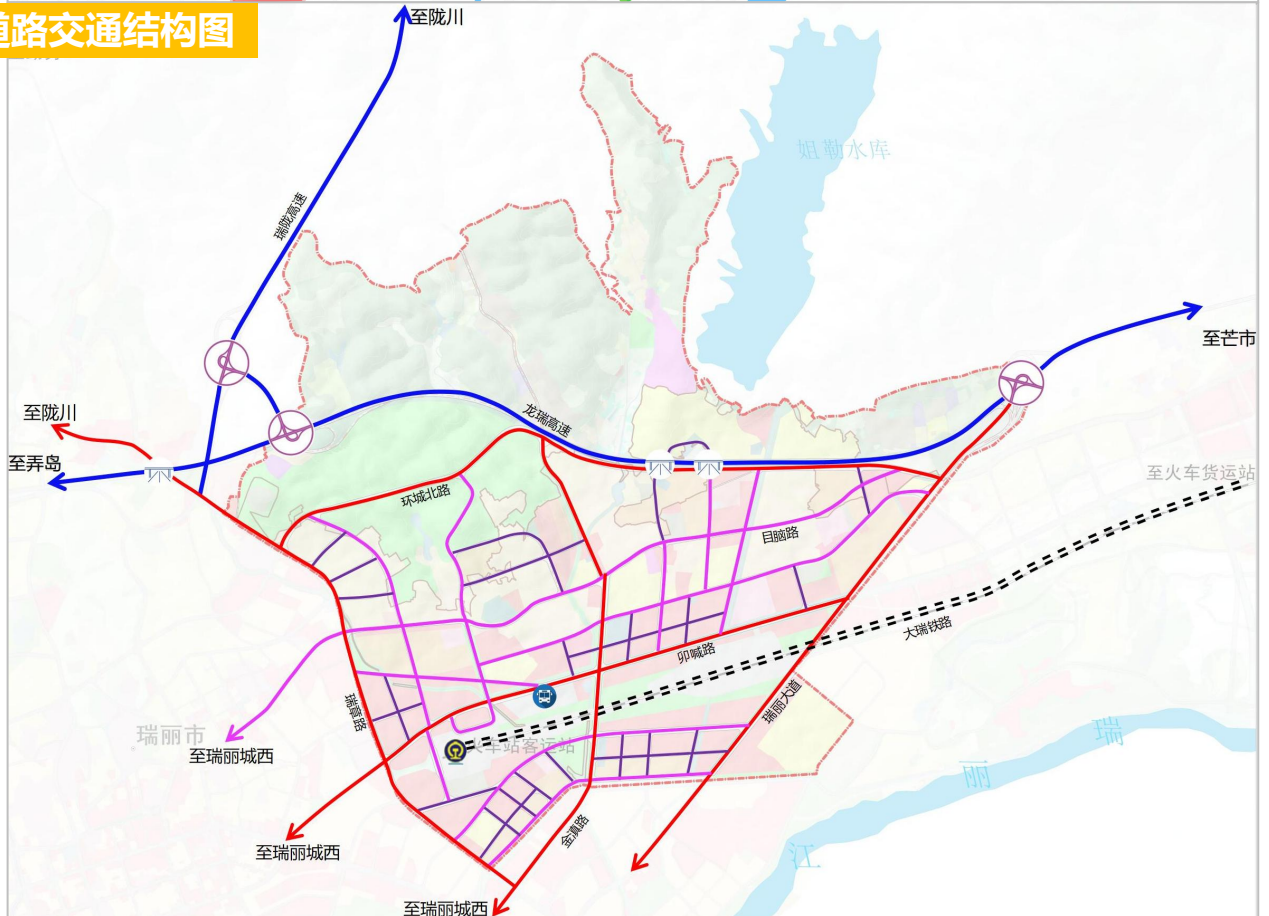 道路交通结构图
至陇川
姐勒水库
瑞陇高速
至芒市
至陇川
龙瑞高速
至弄岛
至火车货运站
环城北路
目脑路
大瑞铁路
卯喊路
瑞丽大道
瑞章路
瑞丽市
火车站客运站
至瑞丽城西
瑞
丽
江
金滇路
至瑞丽城西
至瑞丽城西